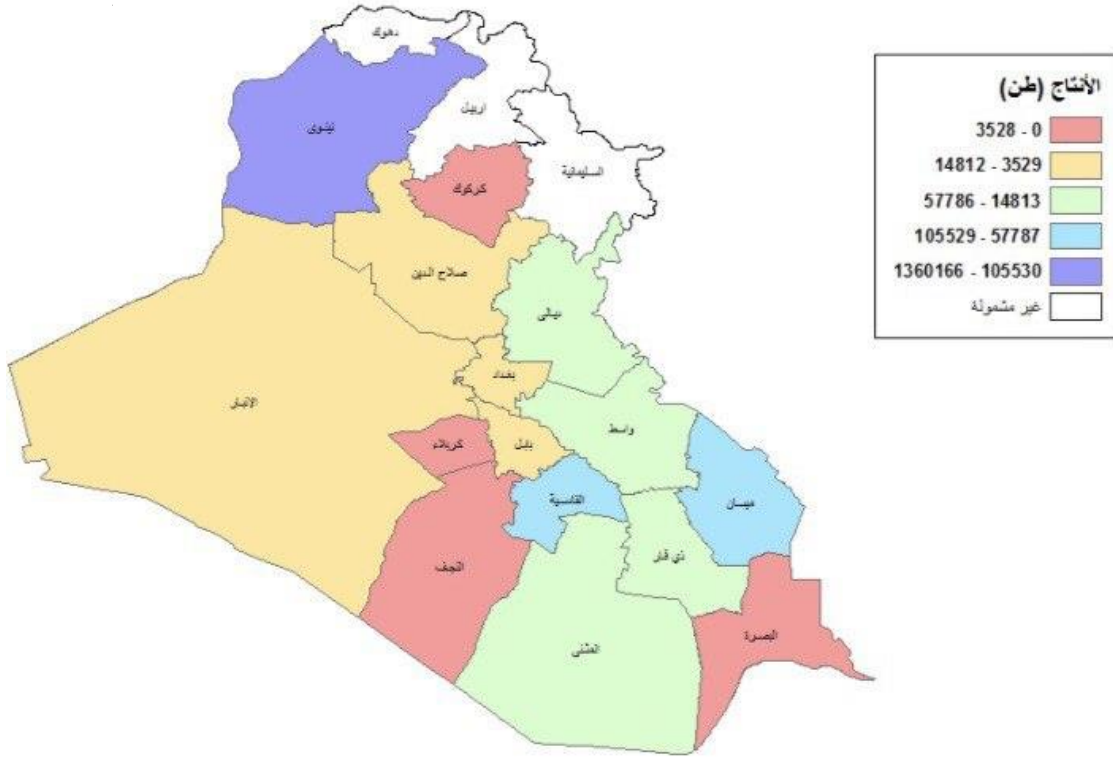 دهوك
نينوى
اربيل
السليمانية
كركوك
صلاح الدين
ديالى
بغداد
الانبار
واسط
كربلاء
بابل
القادسية
ميسان
النجف
ذي قار
المثنى
البصرة
الأنتاج (طن)
3528 - 0
14812 - 3529
57786 - 14813
105529 - 57787
1360166 - 105530
غير مشمولة